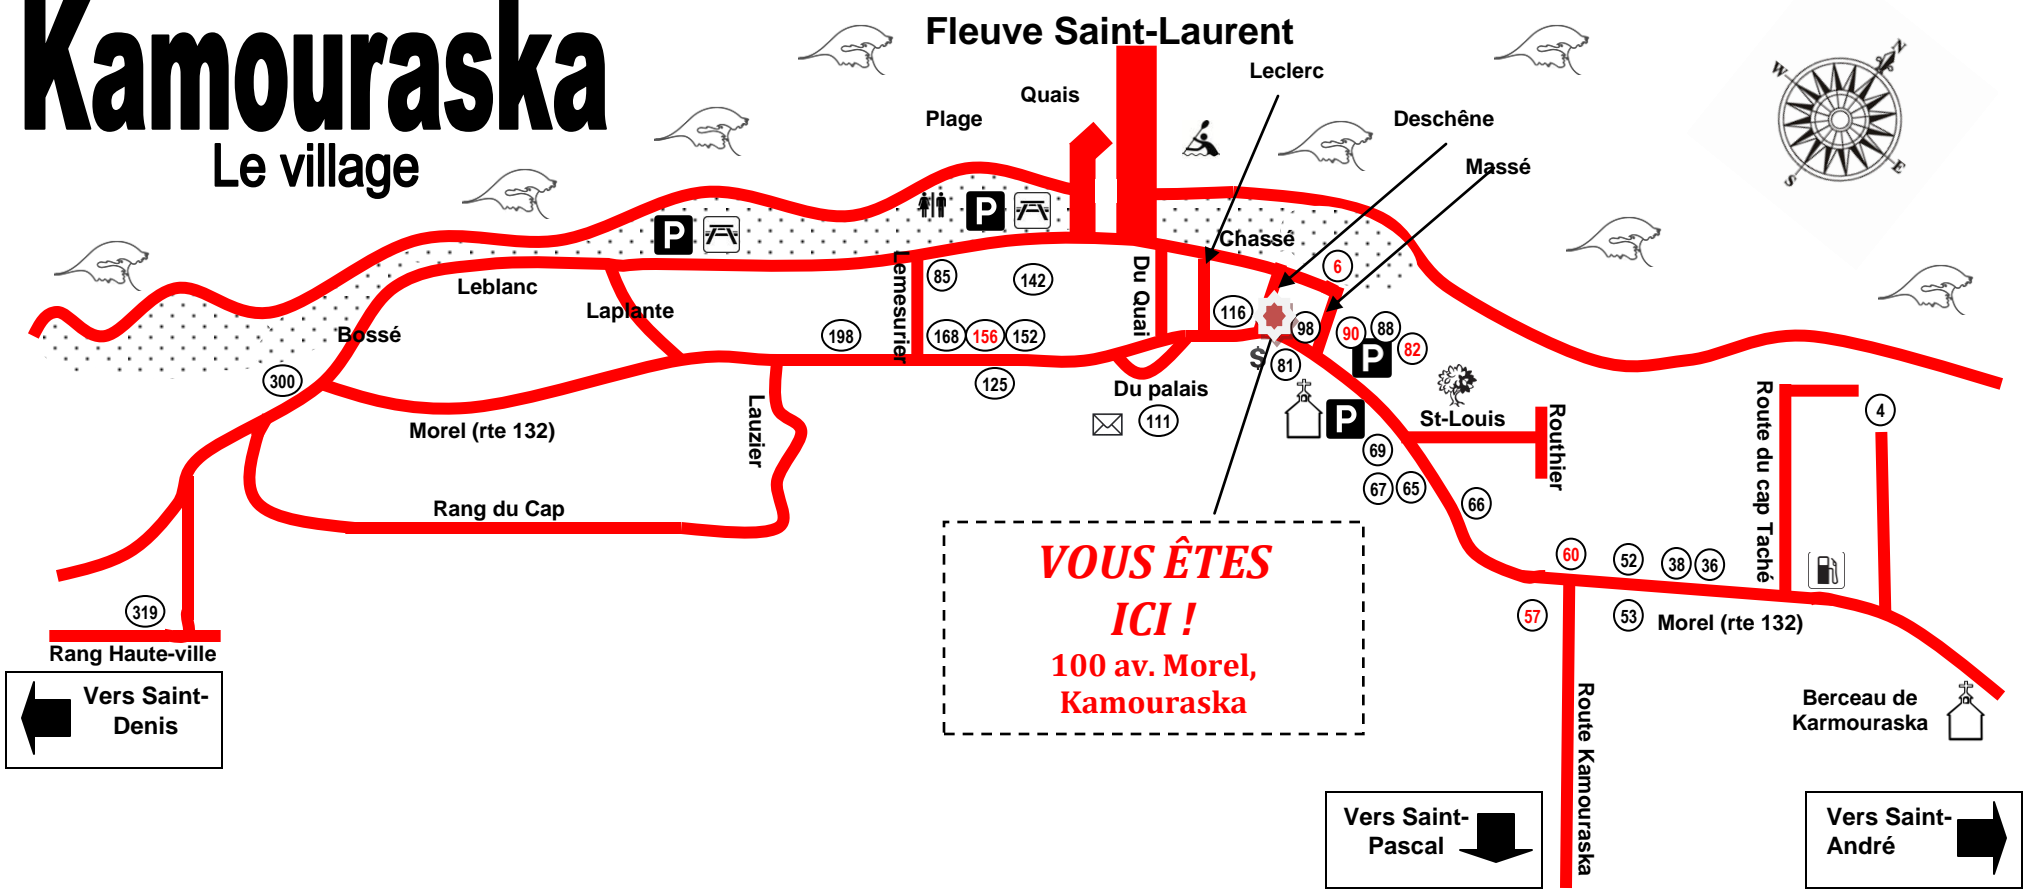 Kamouraska
Le village
Fleuve Saint-Laurent
Leclerc
Quais
Plage
Deschêne
Massé
N
W
E
S
P
P
Chassé
Lemesurier
85
142
Du Quai
6
Leblanc
Laplante
Bossé
116
198
168
156
152
98
90
88
82
P
$
81
300
125
Du palais
111
P
St-Louis
Routhier
Route du cap Taché
4
Morel (rte 132)
Lauzier
69
67
65
66
Rang du Cap
VOUS ÊTES
ICI !
100 av. Morel,
Kamouraska
60
52
38
36
57
53
Morel (rte 132)
319
Rang Haute-ville
Vers Saint-
Denis
Route Kamouraska
Berceau de
Karmouraska
Vers Saint-
Pascal
Vers Saint-
André